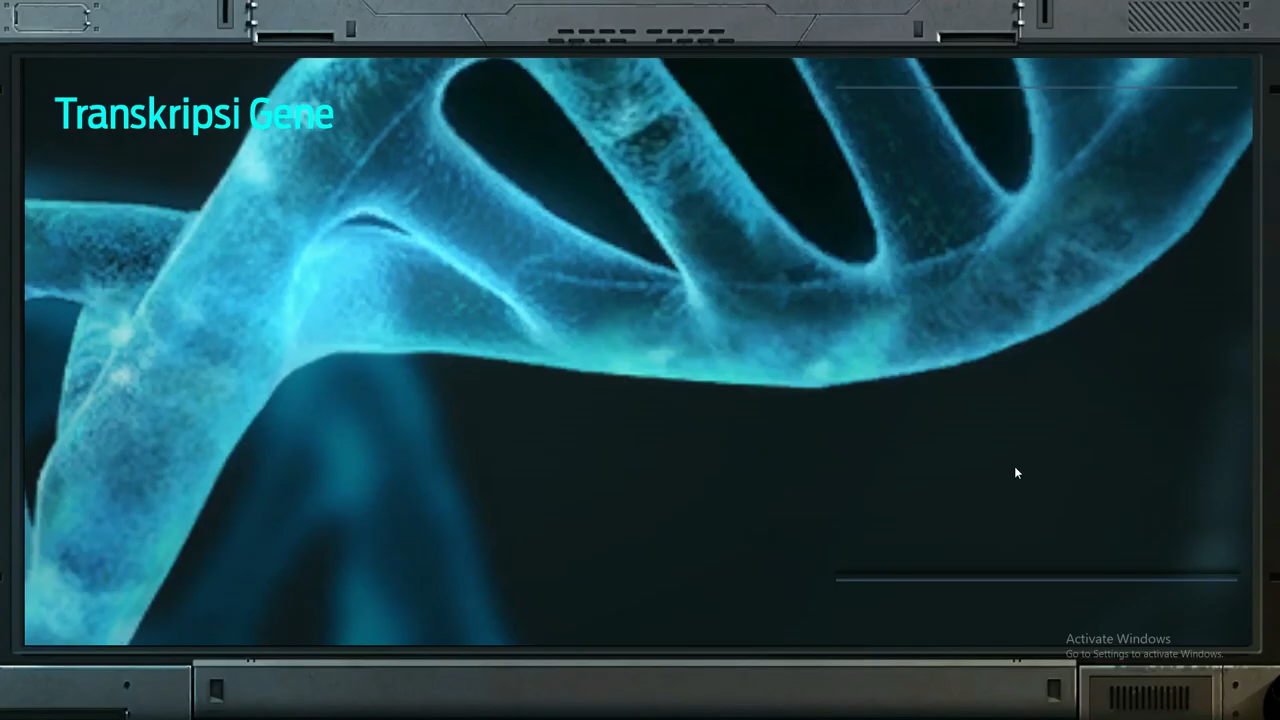 Transkripsi Gene
Activate Windows
Go to Settings to activate Windows.